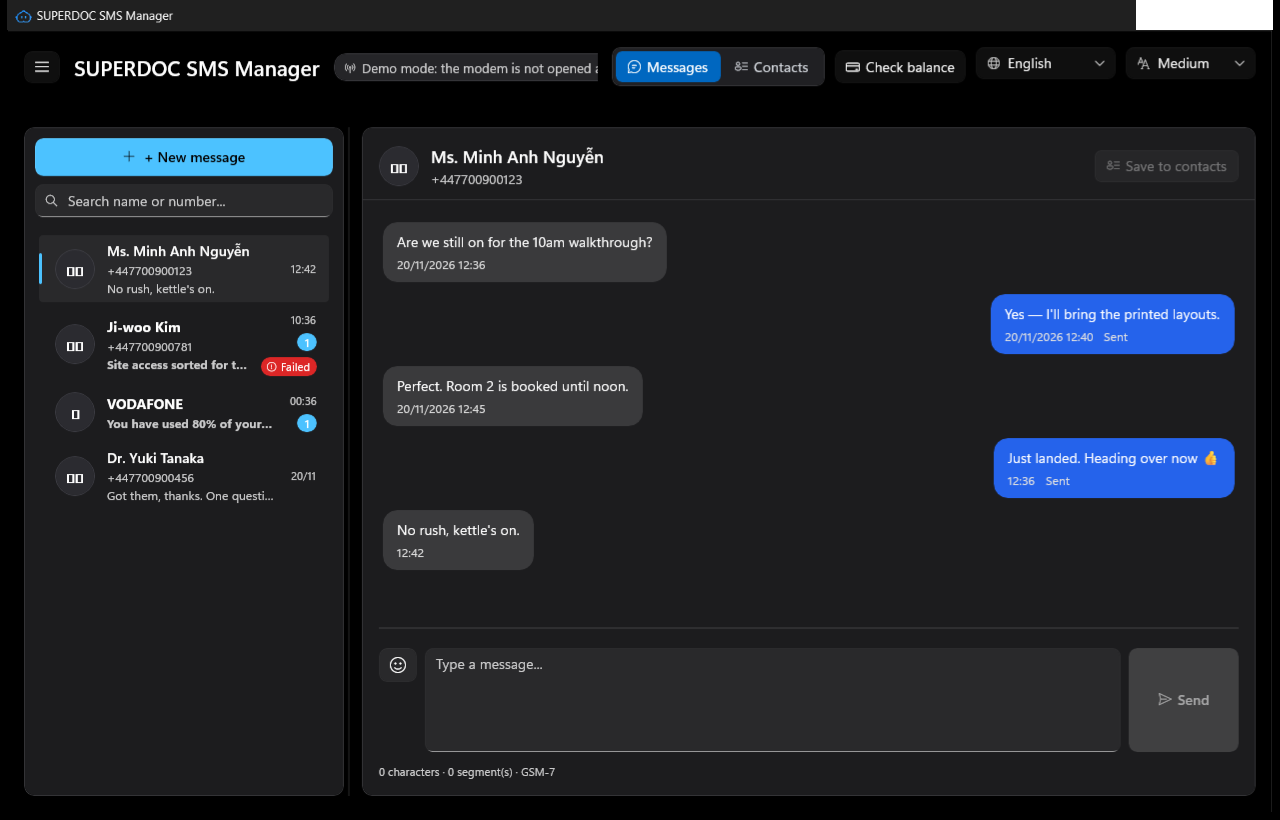 SUPERDOC SMS Manager
SUPERDOC SMS Manager
Demo mode: the modem is not opened
Messages
Contacts
Check balance
English
Medium
+ New message
Search name or number...
Ms. Minh Anh Nguyễn
+447700900123
12:42
No rush, kettle's on.
Ji-woo Kim
10:36
+447700900781
1
Site access sorted for t...
Failed
VODAFONE
00:36
You have used 80% of your...
1
Dr. Yuki Tanaka
+447700900456
20/11
Got them, thanks. One questi...
Ms. Minh Anh Nguyễn
+447700900123
Save to contacts
Are we still on for the 10am walkthrough?
20/11/2026 12:36
Yes — I'll bring the printed layouts.
20/11/2026 12:40 Sent
Perfect. Room 2 is booked until noon.
20/11/2026 12:45
Just landed. Heading over now 👍
12:36 Sent
No rush, kettle's on.
12:42
Type a message...
Send
0 characters · 0 segment(s) · GSM-7